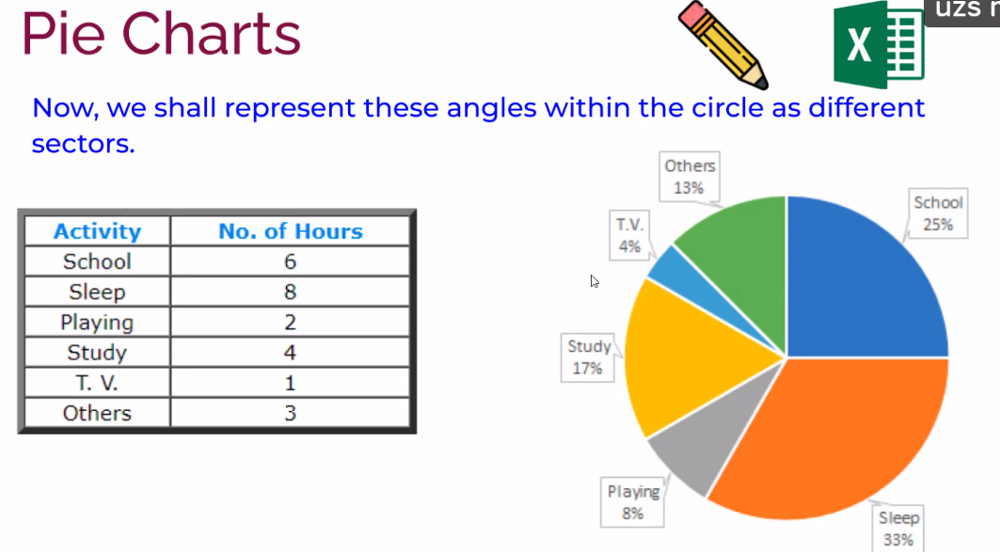 Pie Charts
X
uzs
Now, we shall represent these angles within the circle as different
sectors.
Activity No. of Hours
School 6
Sleep 8
Playing 2
Study 4
T. V. 1
Others 3
Others
13%
School
25%
T.V.
4%
Study
17%
Playing
8%
Sleep
33%